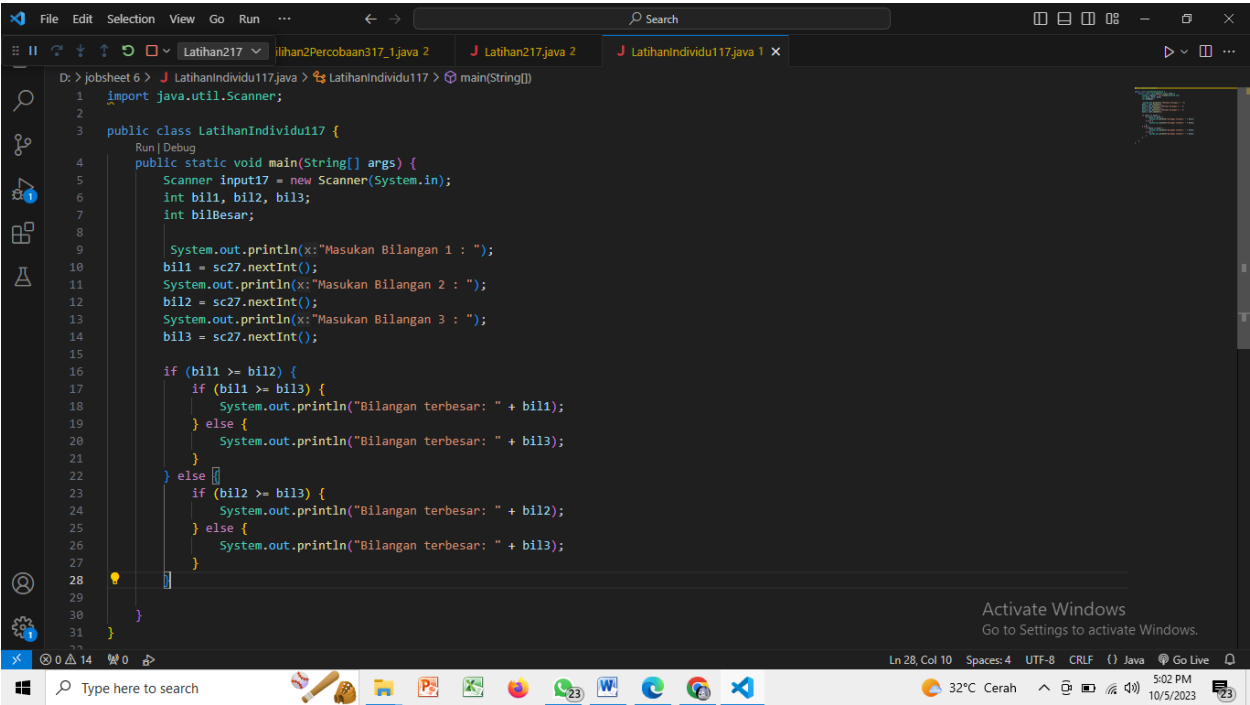 File Edit Selection View Go Run ··· ← → Search
Latihan217 ilihan2Percobaan317_1.java 2 J Latihan217.java 2 J LatihanIndividu117.java 1 ×
D: > jobsheet 6 > J LatihanIndividu117.java > LatihanIndividu117 > main(String[])
1 import java.util.Scanner;
2
3 public class LatihanIndividu117 {
Run | Debug
4 public static void main(String[] args) {
5 Scanner input17 = new Scanner(System.in);
6 int bil1, bil2, bil3;
7 int bilBesar;
8
9 System.out.println(x:"Masukan Bilangan 1 : ");
10 bil1 = sc27.nextInt();
11 System.out.println(x:"Masukan Bilangan 2 : ");
12 bil2 = sc27.nextInt();
13 System.out.println(x:"Masukan Bilangan 3 : ");
14 bil3 = sc27.nextInt();
15
16 if (bil1 >= bil2) {
17 if (bil1 >= bil3) {
18 System.out.println("Bilangan terbesar: " + bil1);
19 } else {
20 System.out.println("Bilangan terbesar: " + bil3);
21 }
22 } else {
23 if (bil2 >= bil3) {
24 System.out.println("Bilangan terbesar: " + bil2);
25 } else {
26 System.out.println("Bilangan terbesar: " + bil3);
27 }
28 }
29
30 }
31 }
Activate Windows
Go to Settings to activate Windows.
1
1
0 14 0 Ln 28, Col 10 Spaces: 4 UTF-8 CRLF {} Java Go Live
Type here to search 23 32°C Cerah 5:02 PM
10/5/2023 23